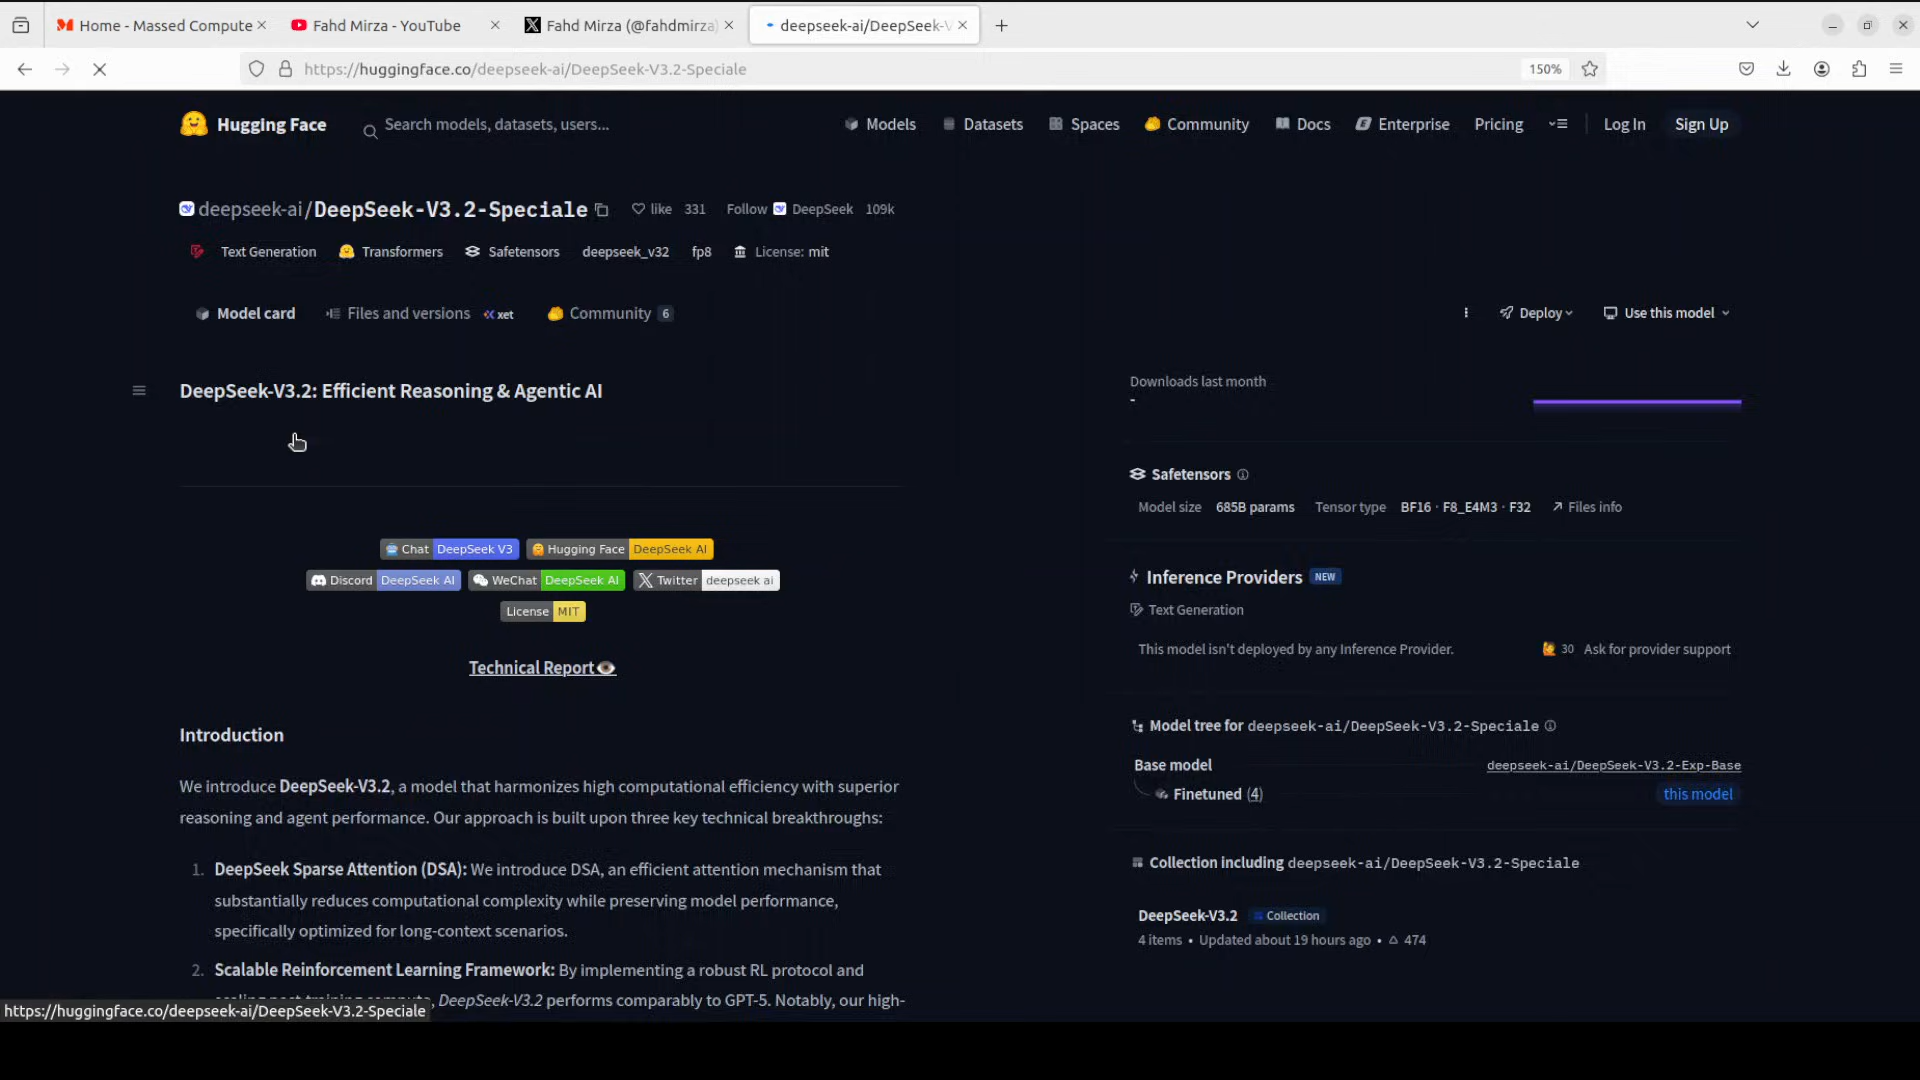 Home - Massed Compute
Fahd Mirza - YouTube
Fahd Mirza (@fahdmirza)
deepseek-ai/DeepSeek-V
https://huggingface.co/deepseek-ai/DeepSeek-V3.2-Speciale
150%
Hugging Face
Search models, datasets, users...
Models
Datasets
Spaces
Community
Docs
Enterprise
Pricing
Log In
Sign Up
deepseek-ai/DeepSeek-V3.2-Speciale
like 331
Follow DeepSeek 109k
Text Generation
Transformers
Safetensors
deepseek_v32
fp8
License: mit
Model card
Files and versions
xet
Community 6
Deploy
Use this model
DeepSeek-V3.2: Efficient Reasoning & Agentic AI
Chat DeepSeek V3
Hugging Face DeepSeek AI
Discord DeepSeek AI
WeChat DeepSeek AI
Twitter deepseek ai
License MIT
Technical Report
Introduction
We introduce DeepSeek-V3.2, a model that harmonizes high computational efficiency with superior
reasoning and agent performance. Our approach is built upon three key technical breakthroughs:
1. DeepSeek Sparse Attention (DSA): We introduce DSA, an efficient attention mechanism that
substantially reduces computational complexity while preserving model performance,
specifically optimized for long-context scenarios.
2. Scalable Reinforcement Learning Framework: By implementing a robust RL protocol and
scaling post-training compute, DeepSeek-V3.2 performs comparably to GPT-5. Notably, our high-
https://huggingface.co/deepseek-ai/DeepSeek-V3.2-Speciale
Downloads last month
-
Safetensors
Model size 685B params
Tensor type BF16 · F8_E4M3 · F32
Files info
Inference Providers NEW
Text Generation
This model isn't deployed by any Inference Provider.
30 Ask for provider support
Model tree for deepseek-ai/DeepSeek-V3.2-Speciale
Base model
deepseek-ai/DeepSeek-V3.2-Exp-Base
Finetuned (4)
this model
Collection including deepseek-ai/DeepSeek-V3.2-Speciale
DeepSeek-V3.2 Collection
4 items • Updated about 19 hours ago • 474